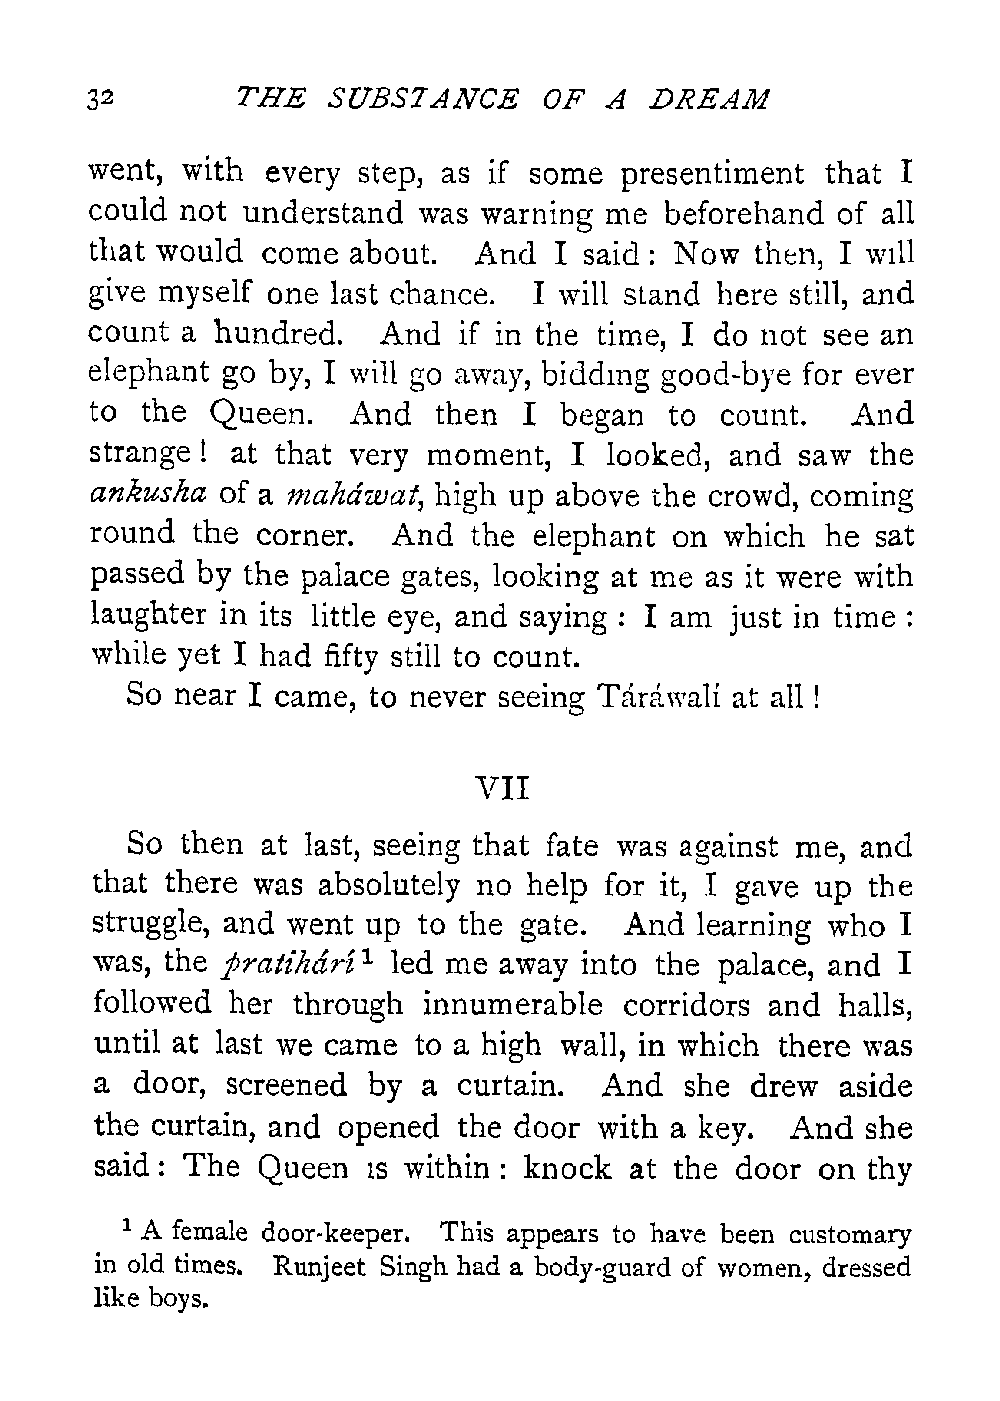 32 THE SUBSTANCE OF A DREAM
went, with every step, as if some presentiment that I
could not understand was warning me beforehand of all
that would come about. And I said : Now then, I will
give myself one last chance. I will stand here still, and
count a hundred. And if in the time, I do not see an
elephant go by, I will go away, bidding good-bye for ever
to the Queen. And then I began to count. And
strange ! at that very moment, I looked, and saw the
ankusha of a maháwat, high up above the crowd, coming
round the corner. And the elephant on which he sat
passed by the palace gates, looking at me as it were with
laughter in its little eye, and saying : I am just in time :
while yet I had fifty still to count.
So near I came, to never seeing Táráwalí at all !
VII
So then at last, seeing that fate was against me, and
that there was absolutely no help for it, I gave up the
struggle, and went up to the gate. And learning who I
was, the pratihárí¹ led me away into the palace, and I
followed her through innumerable corridors and halls,
until at last we came to a high wall, in which there was
a door, screened by a curtain. And she drew aside
the curtain, and opened the door with a key. And she
said : The Queen is within : knock at the door on thy
¹ A female door-keeper. This appears to have been customary
in old times. Runjeet Singh had a body-guard of women, dressed
like boys.